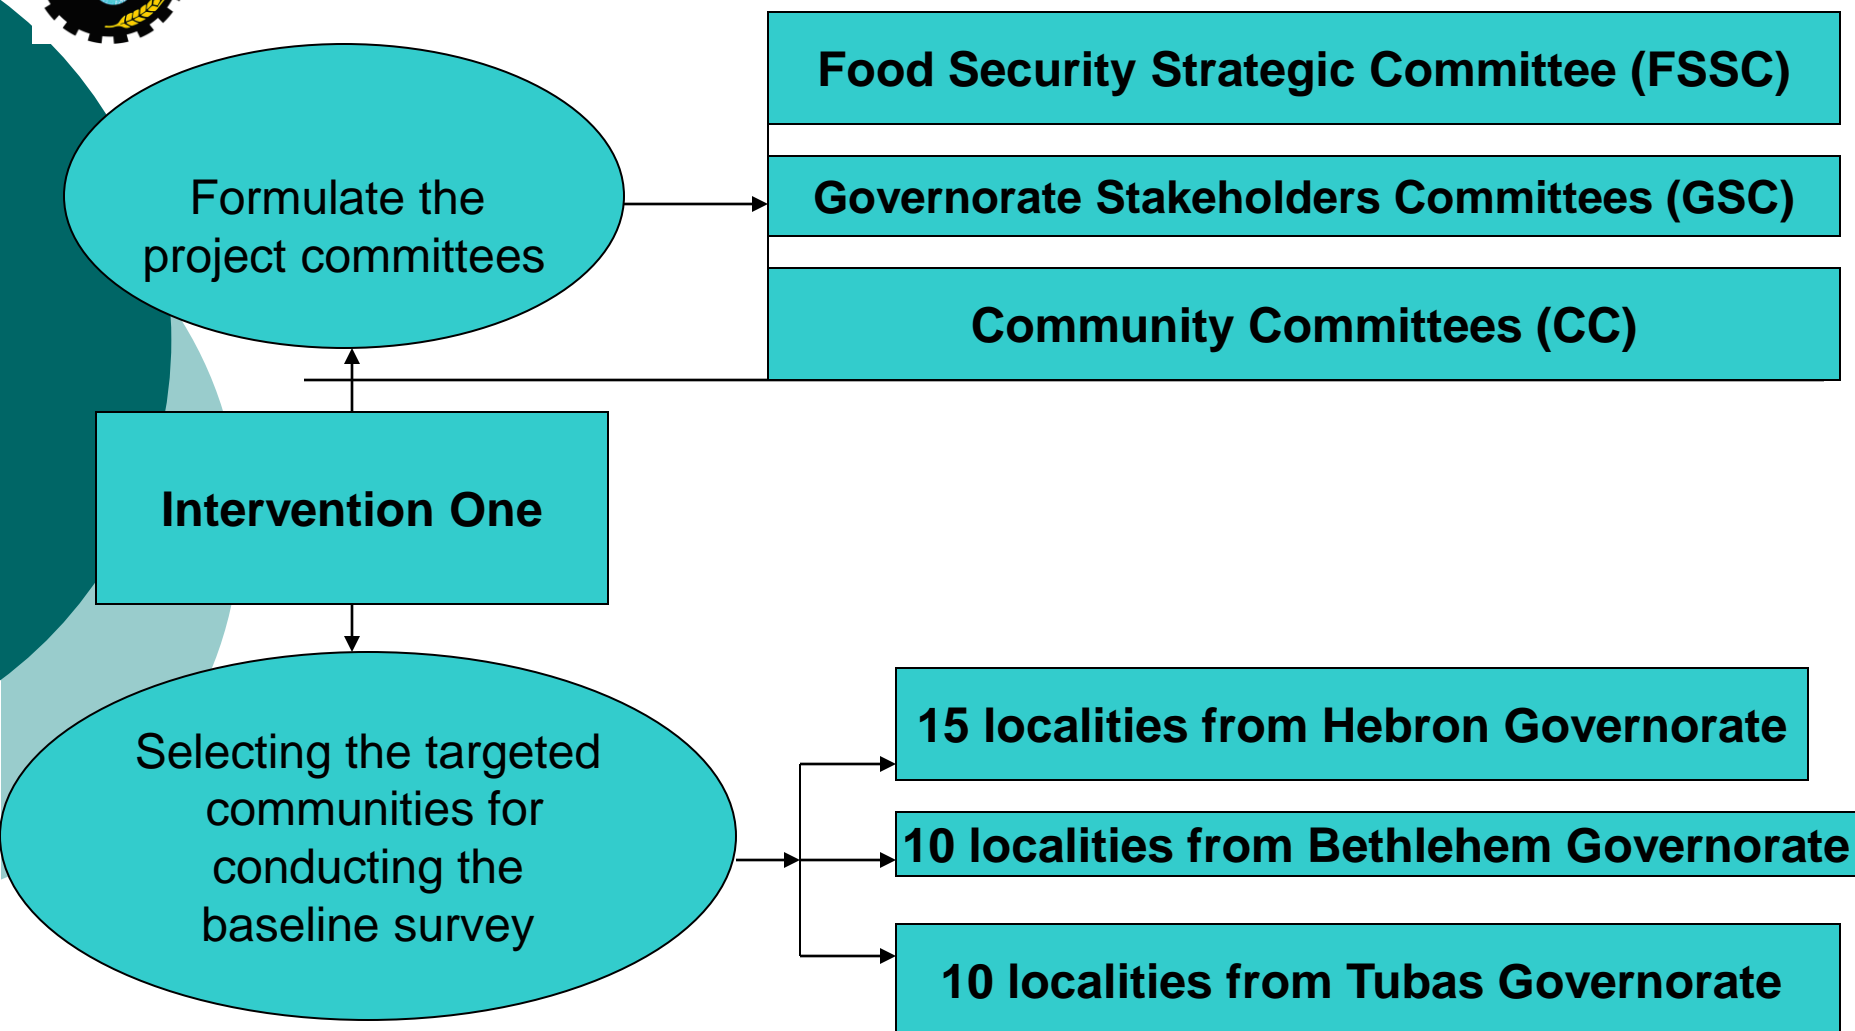 Food Security Strategic Committee (FSSC)
Formulate the
project committees
Governorate Stakeholders Committees (GSC)
Community Committees (CC)
Intervention One
Selecting the targeted
communities for
conducting the
baseline survey
15 localities from Hebron Governorate
10 localities from Bethlehem Governorate
10 localities from Tubas Governorate